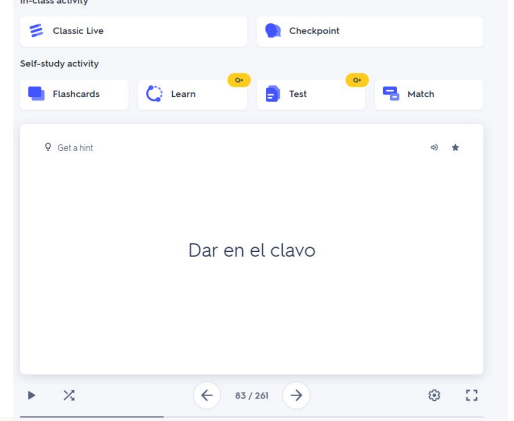 In-class activity
Classic Live
Checkpoint
Self-study activity
Q+
Q+
Flashcards
Learn
Test
Match
Get a hint
Dar en el clavo
83 / 261